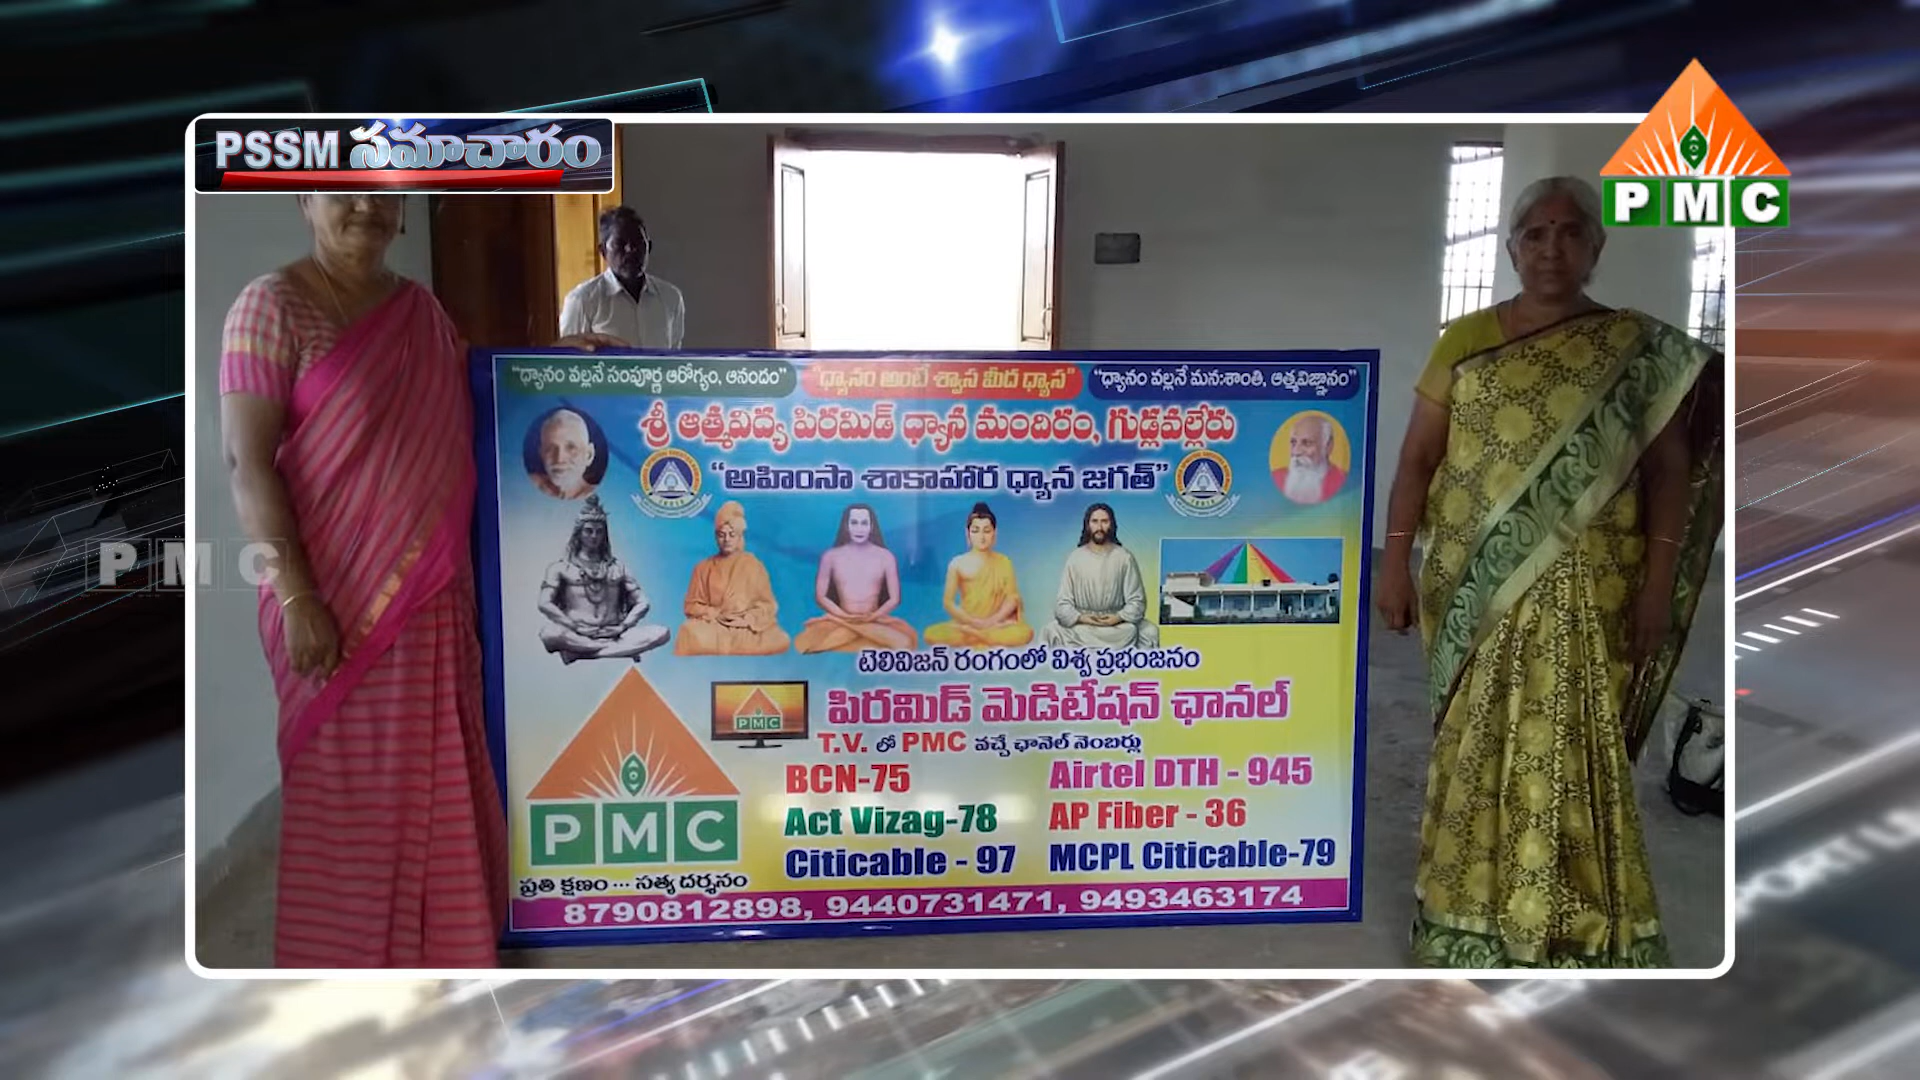 PSSM సమాచారం
PMC
"ధ్యానం వల్లనే సంపూర్ణ ఆరోగ్యం, ఆనందం"
"ధ్యానం అంటే శ్వాస మీద ధ్యాస"
"ధ్యానం వల్లనే మనఃశాంతి, ఆత్మవిజ్ఞానం"
శ్రీ ఆత్మవిద్య పిరమిడ్ ధ్యాన మందిరం, గుడ్లవల్లేరు
"అహింసా శాకాహార ధ్యాన జగత్"
PMC
టెలివిజన్ రంగంలో విశ్వ ప్రభంజనం
పిరమిడ్ మెడిటేషన్ ఛానల్
PMC
T.V. లో PMC వచ్చే ఛానెల్ నెంబర్లు
BCN-75
Airtel DTH - 945
Act Vizag-78
AP Fiber - 36
Citicable - 97
MCPL Citicable-79
PMC
ప్రతి క్షణం ... సత్య దర్శనం
8790812898, 9440731471, 9493463174